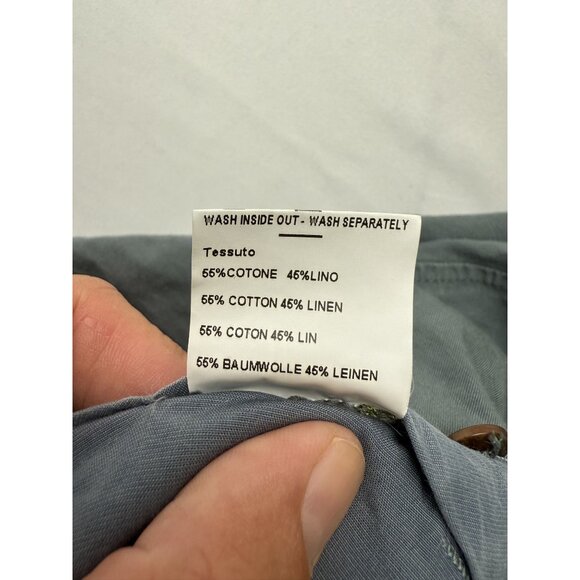 WASH INSIDE OUT - WASH SEPARATELY
Tessuto
55%COTONE 45%LINO
55% COTTON 45% LINEN
55% COTON 45% LIN
55% BAUMWOLLE 45% LEINEN